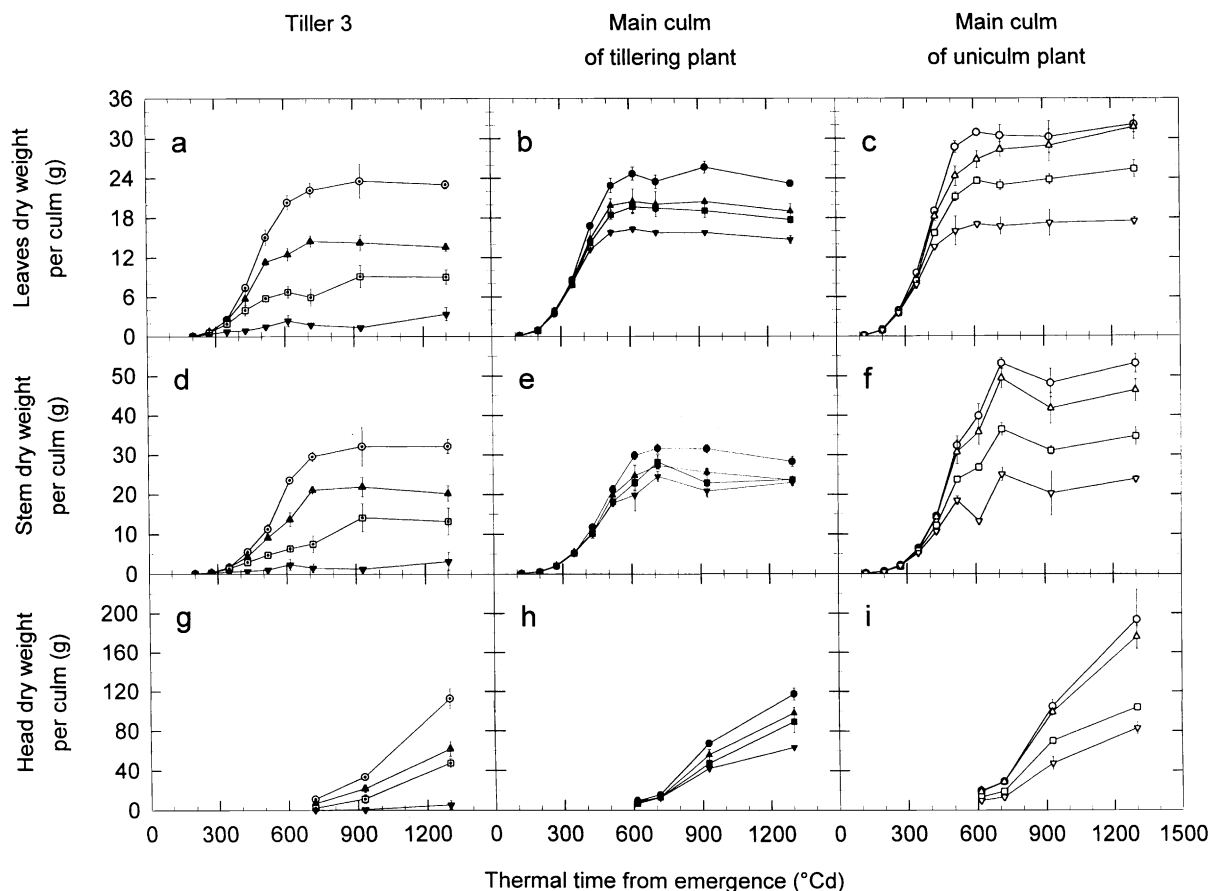 Tiller 3
Main culm
of tillering plant
Main culm
of uniculm plant
Leaves dry weight
per culm (g)
36
30
24
18
12
6
0
a
b
c
Stem dry weight
per culm (g)
50
40
30
20
10
0
d
e
f
Head dry weight
per culm (g)
200
160
120
80
40
0
g
h
i
0 300 600 900 1200 0 300 600 900 1200 0 300 600 900 1200 1500
Thermal time from emergence (°Cd)